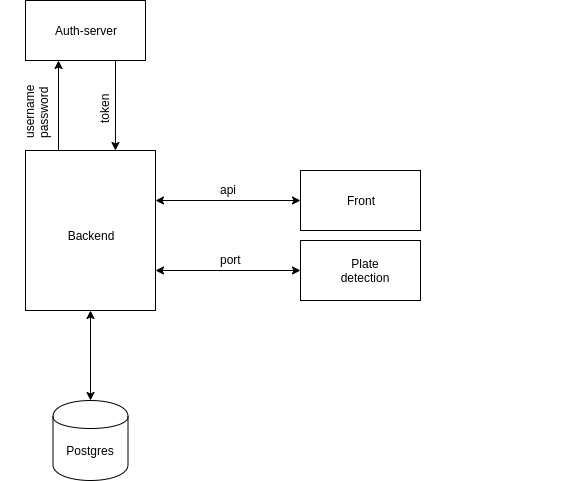 Auth-server
username
password
token
api
Front
Backend
port
Plate
detection
Postgres